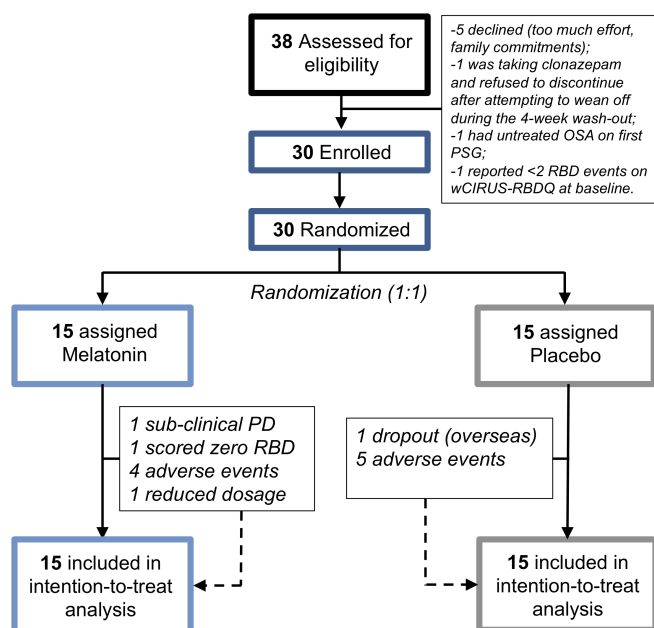 38 Assessed for
eligibility
-5 declined (too much effort,
family commitments);
-1 was taking clonazepam
and refused to discontinue
after attempting to wean off
during the 4-week wash-out;
-1 had untreated OSA on first
PSG;
-1 reported <2 RBD events on
wCIRUS-RBDQ at baseline.
30 Enrolled
30 Randomized
Randomization (1:1)
15 assigned
Melatonin
15 assigned
Placebo
1 sub-clinical PD
1 scored zero RBD
4 adverse events
1 reduced dosage
1 dropout (overseas)
5 adverse events
15 included in
intention-to-treat
analysis
15 included in
intention-to-treat
analysis